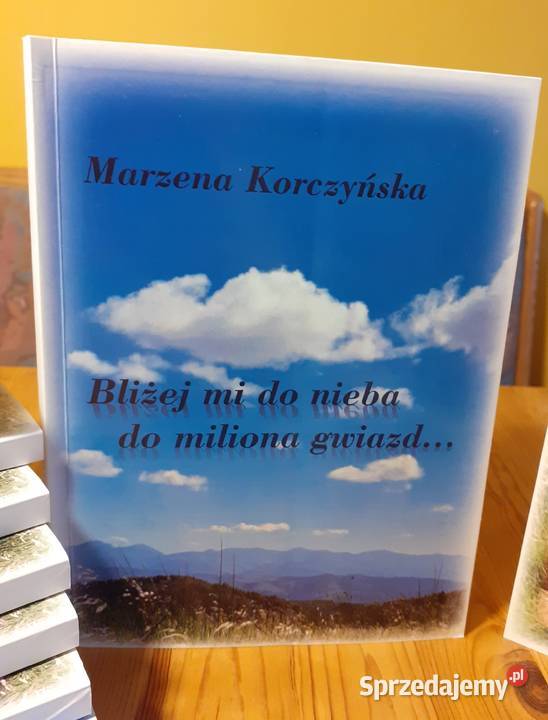 Marzena Korczyńska
Bliżej mi do nieba
do miliona gwiazd...
Sprzedajemy.pl